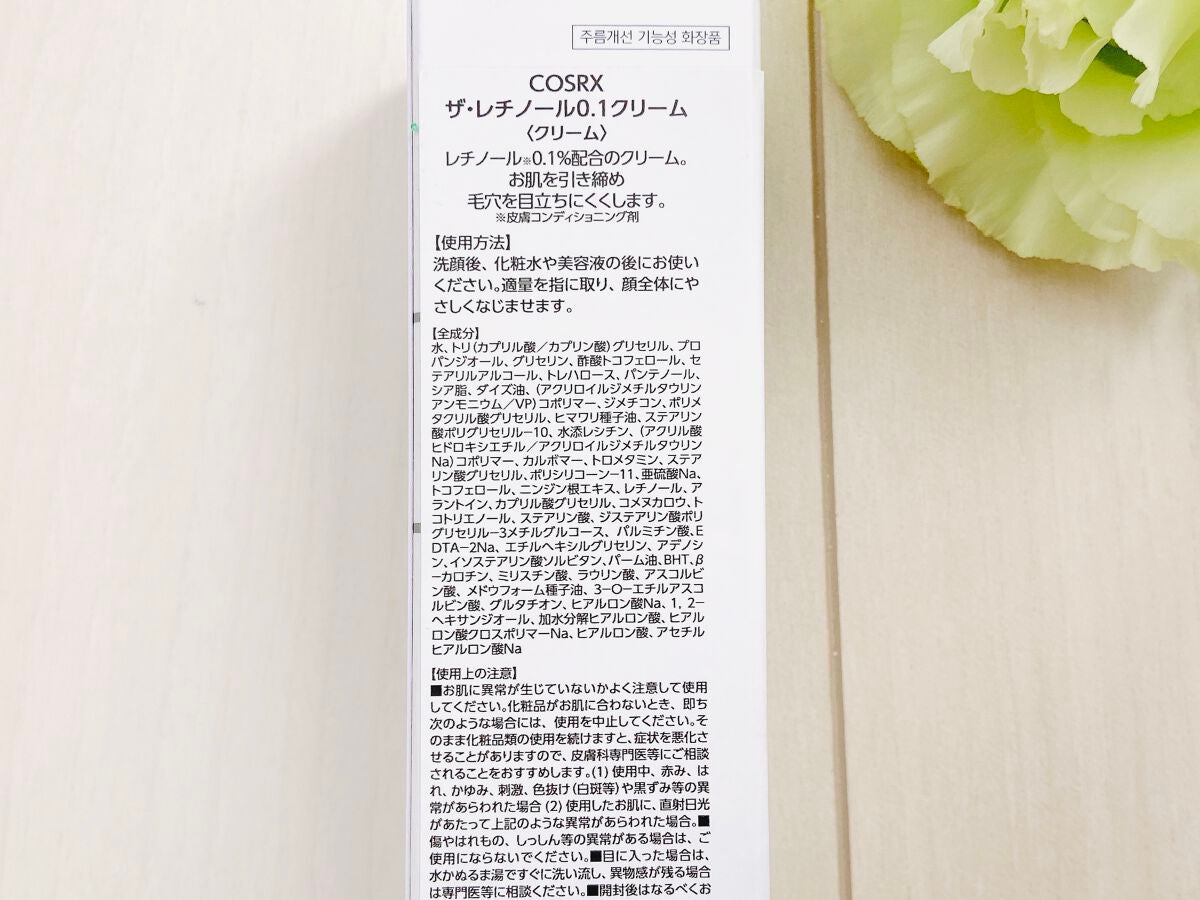 주름개선 기능성 화장품
COSRX
ザ・レチノール0.1クリーム
〈クリーム〉
レチノール※0.1%配合のクリーム。
お肌を引き締め
毛穴を目立ちにくくします。
※皮膚コンディショニング剤
【使用方法】
洗顔後、化粧水や美容液の後にお使い
ください。適量を指に取り、顔全体にや
さしくなじませます。
【全成分】
水、トリ(カプリル酸／カプリン酸)グリセリル、プロ
パンジオール、グリセリン、酢酸トコフェロール、セ
テアリルアルコール、トレハロース、パンテノール、
シア脂、ダイズ油、(アクリロイルジメチルタウリン
アンモニウム／VP)コポリマー、ジメチコン、ポリメ
タクリル酸グリセリル、ヒマワリ種子油、ステアリン
酸ポリグリセリル−10、水添レシチン、(アクリル酸
ヒドロキシエチル／アクリロイルジメチルタウリン
Na)コポリマー、カルボマー、トロメタミン、ステア
リン酸グリセリル、ポリシリコーン−11、亜硫酸Na、
トコフェロール、ニンジン根エキス、レチノール、ア
ラントイン、カプリル酸グリセリル、コメヌカロウ、ト
コトリエノール、ステアリン酸、ジステアリン酸ポリ
グリセリル−3メチルグルコース、パルミチン酸、E
DTA−2Na、エチルヘキシルグリセリン、アデノシ
ン、イソステアリン酸ソルビタン、パーム油、BHT、β
−カロチン、ミリスチン酸、ラウリン酸、アスコルビ
ン酸、メドウフォーム種子油、3−O−エチルアスコ
ルビン酸、グルタチオン、ヒアルロン酸Na、1，2−
ヘキサンジオール、加水分解ヒアルロン酸、ヒアル
ロン酸クロスポリマーNa、ヒアルロン酸、アセチル
ヒアルロン酸Na
【使用上の注意】
■お肌に異常が生じていないかよく注意して使用
してください。化粧品がお肌に合わないとき、即ち
次のような場合には、使用を中止してください。そ
のまま化粧品類の使用を続けますと、症状を悪化さ
せることがありますので、皮膚科専門医等にご相談
されることをおすすめします。(1) 使用中、赤み、は
れ、かゆみ、刺激、色抜け(白斑等)や黒ずみ等の異
常があらわれた場合 (2) 使用したお肌に、直射日光
があたって上記のような異常があらわれた場合。■
傷やはれもの、しっしん等の異常がある場合は、ご
使用にならないでください。■目に入った場合は、
水かぬるま湯ですぐに洗い流し、異物感が残る場合
は専門医等に相談ください。■開封後はなるべくお